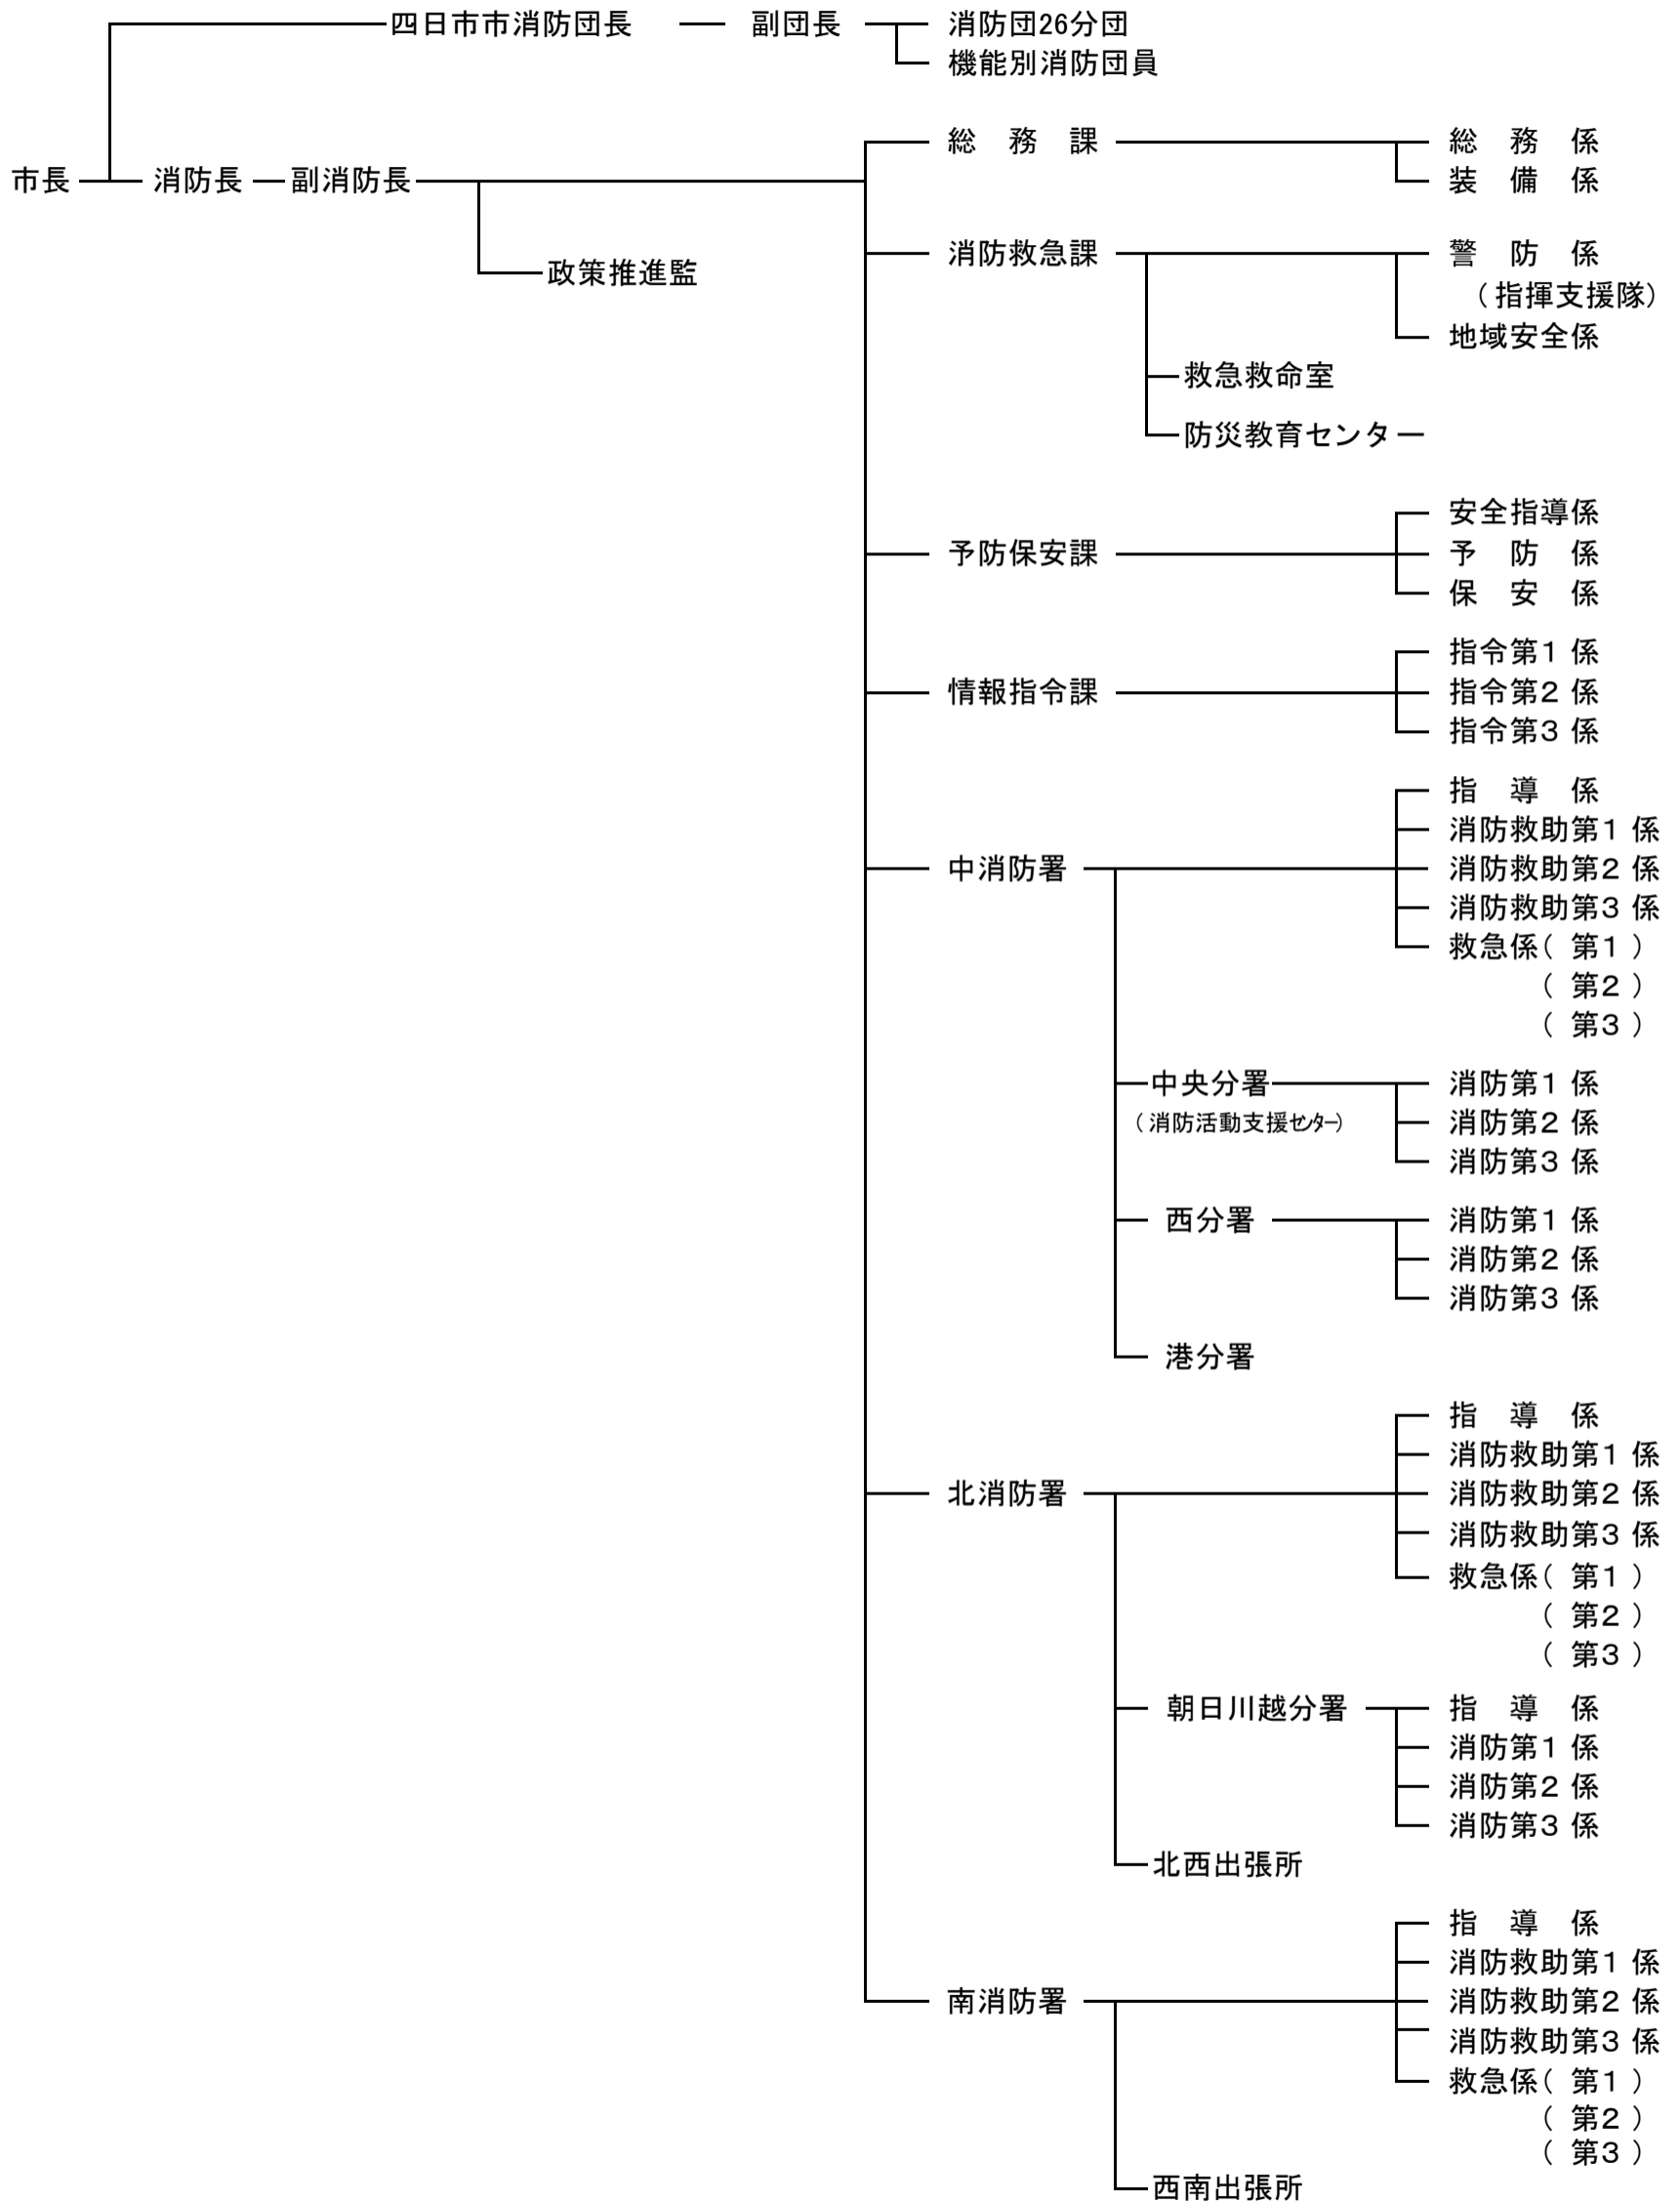 四日市市消防団長 副団長 消防団26分団
機能別消防団員
総 務 課 総 務 係
市長 消防長 副消防長 装 備 係
消防救急課 警 防 係
政策推進監
(指揮支援隊)
地域安全係
救急救命室
防災教育センター
安全指導係
予防保安課 予 防 係
保 安 係
指令第1係
情報指令課 指令第2係
指令第3係
指 導 係
消防救助第1係
中消防署 消防救助第2係
消防救助第3係
救急係(第1)
(第2)
(第3)
中央分署 消防第1係
(消防活動支援センター) 消防第2係
消防第3係
西分署 消防第1係
消防第2係
消防第3係
港分署
指 導 係
消防救助第1係
北消防署 消防救助第2係
消防救助第3係
救急係(第1)
(第2)
(第3)
朝日川越分署 指 導 係
消防第1係
消防第2係
消防第3係
北西出張所
指 導 係
消防救助第1係
南消防署 消防救助第2係
消防救助第3係
救急係(第1)
(第2)
(第3)
西南出張所